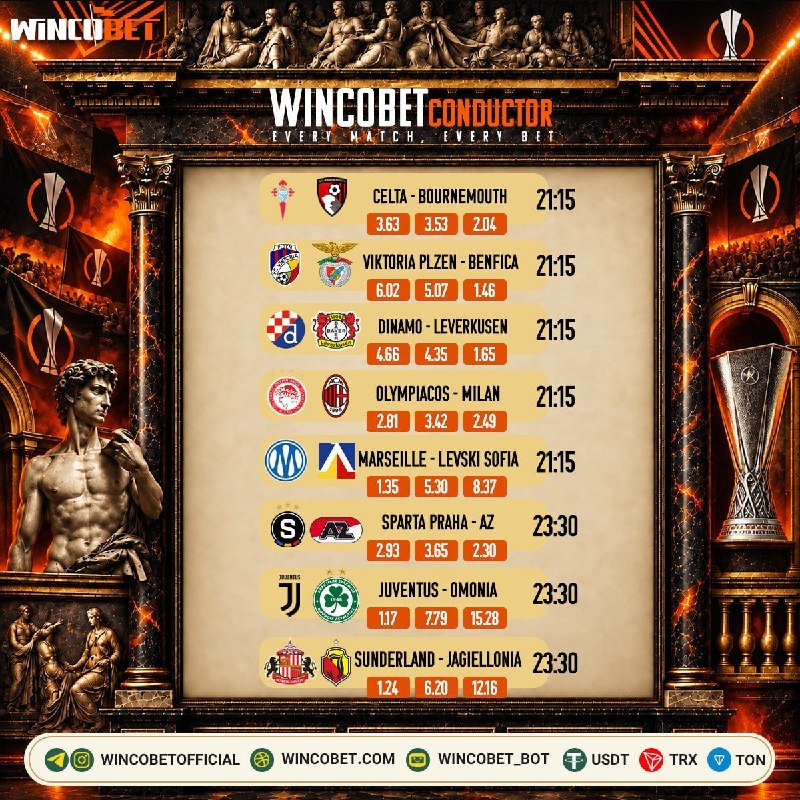 WINCOBET
WINCOBET CONDUCTOR
EVERY MATCH, EVERY BET
CELTA - BOURNEMOUTH 21:15
3.63 3.53 2.04
VIKTORIA PLZEN - BENFICA 21:15
6.02 5.07 1.46
DINAMO - LEVERKUSEN 21:15
4.66 4.35 1.65
OLYMPIACOS - MILAN 21:15
2.81 3.42 2.49
MARSEILLE - LEVSKI SOFIA 21:15
1.35 5.30 8.37
SPARTA PRAHA - AZ 23:30
2.93 3.65 2.30
JUVENTUS - OMONIA 23:30
1.17 7.79 15.28
SUNDERLAND - JAGIELLONIA 23:30
1.24 6.20 12.16
WINCOBETOFFICIAL WINCOBET.COM WINCOBET_BOT USDT TRX TON